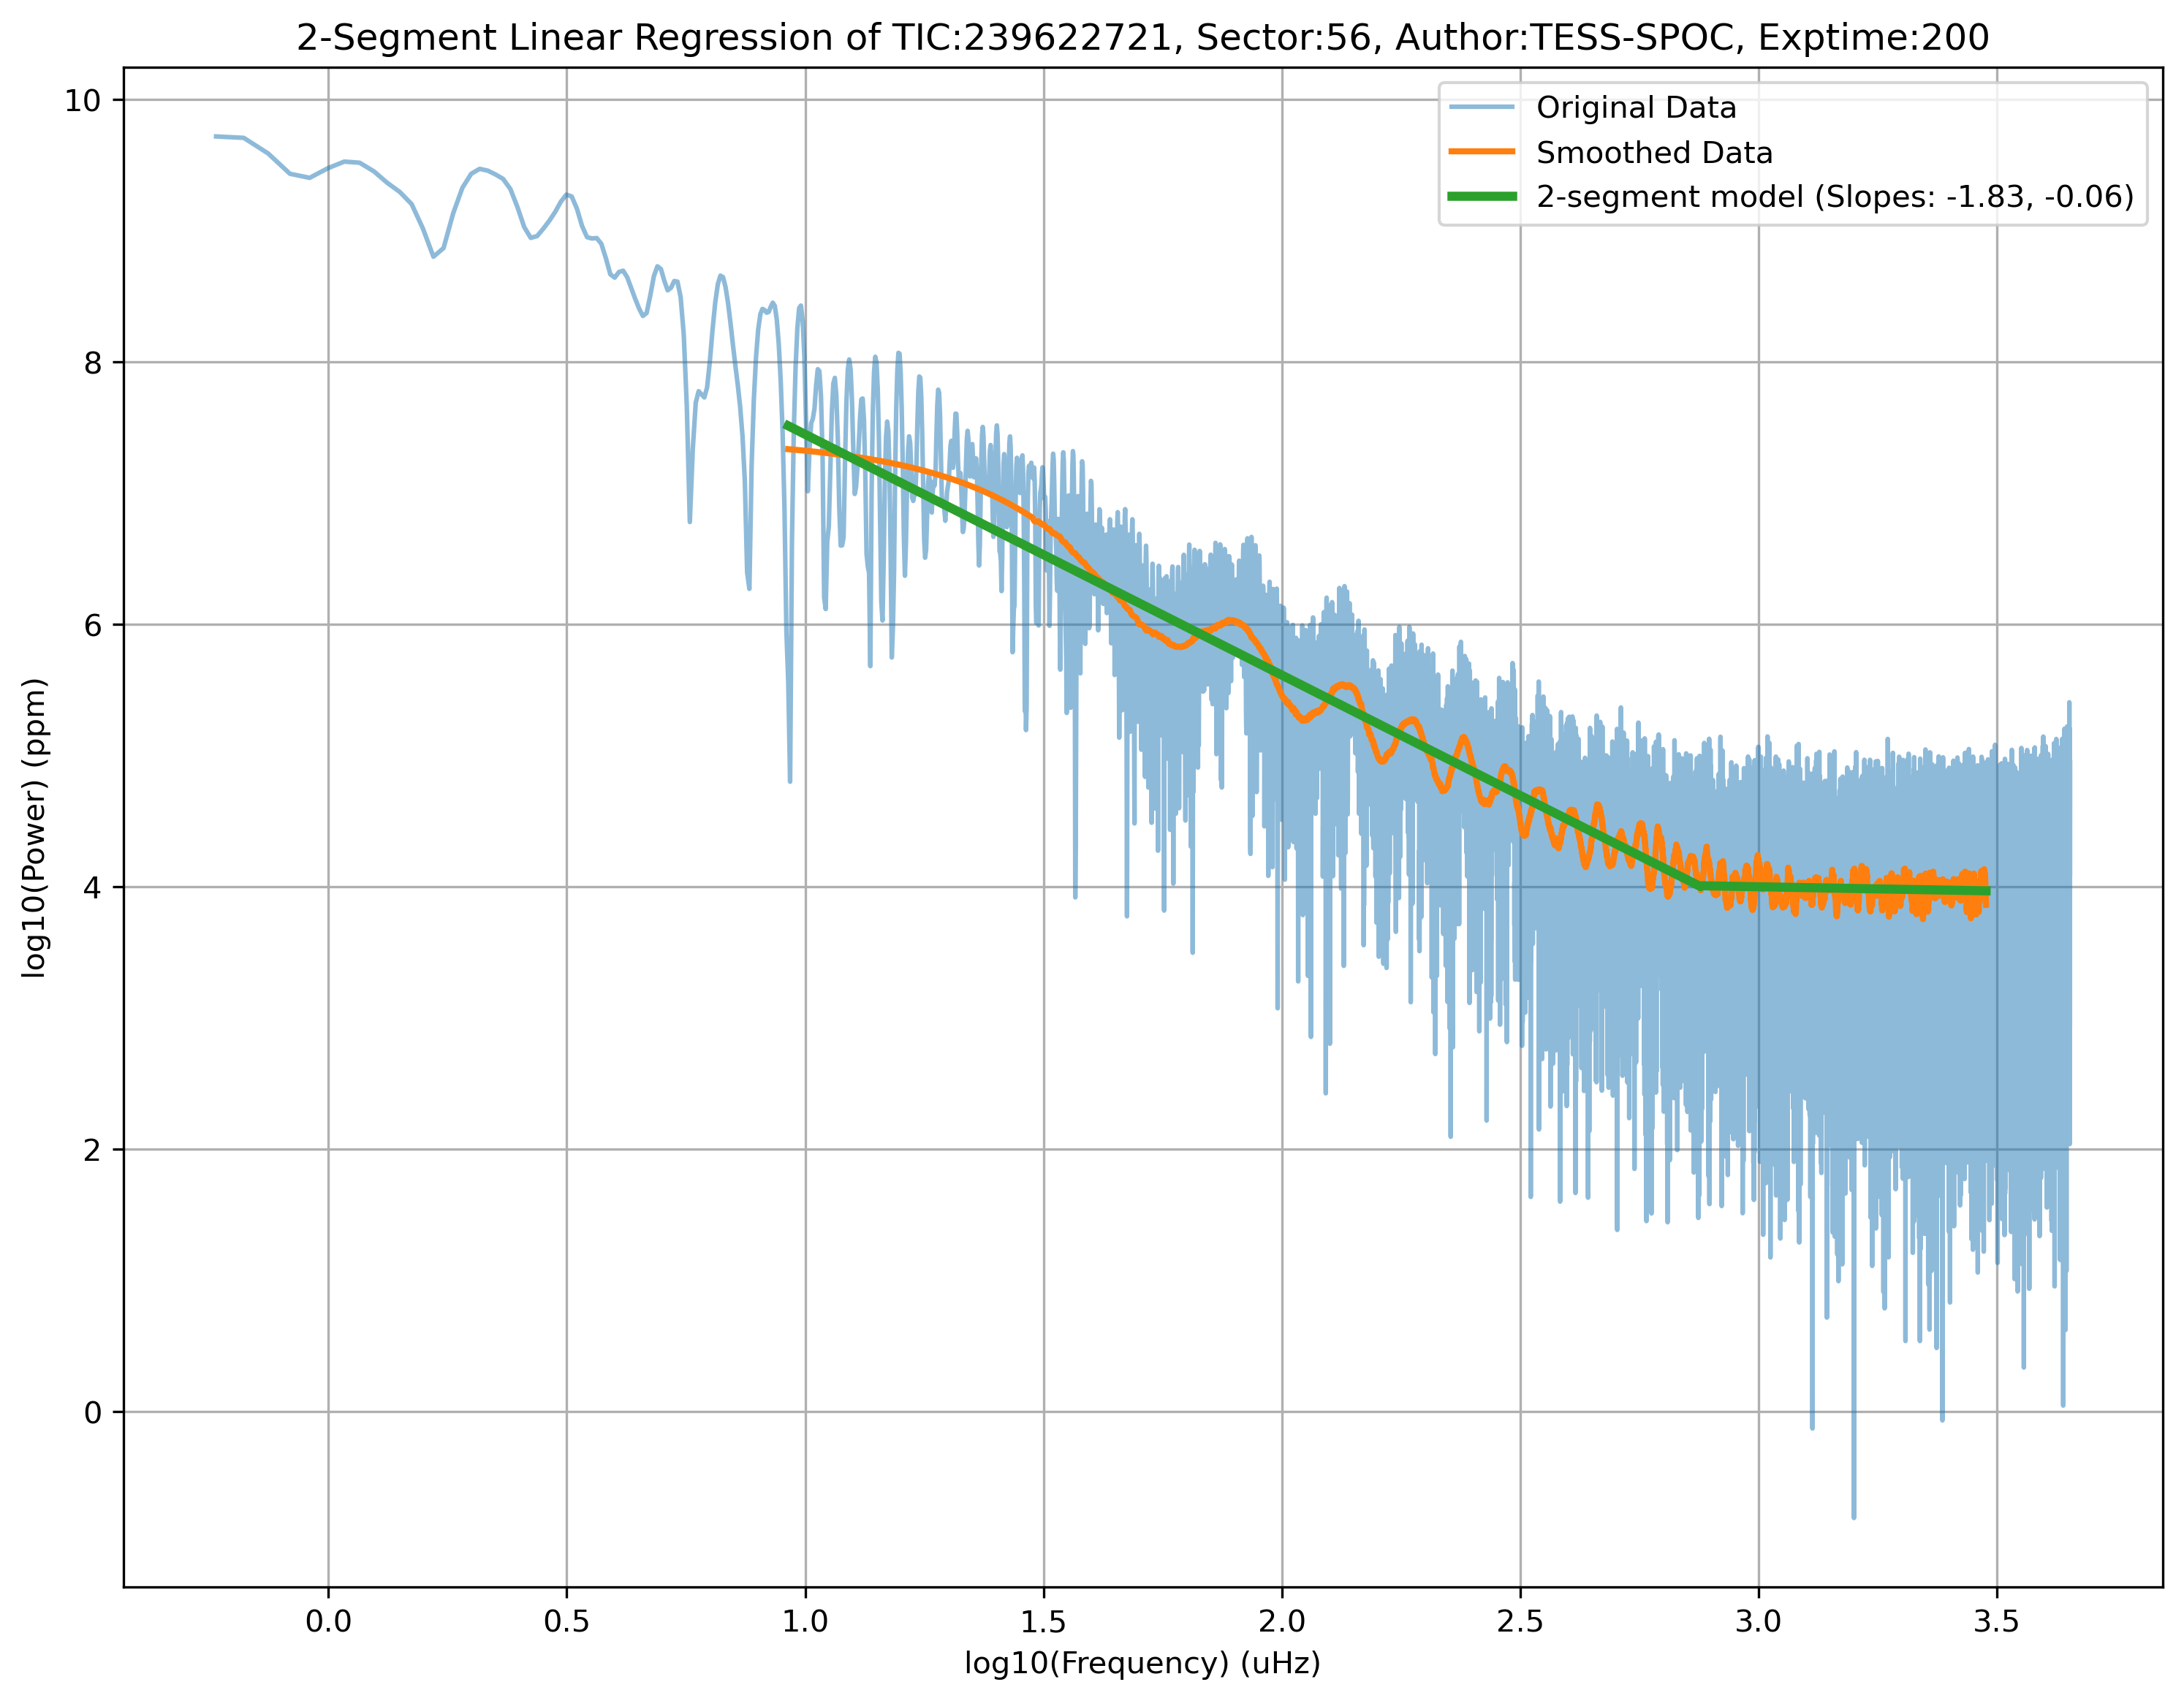 2-Segment Linear Regression of TIC:239622721, Sector:56, Author:TESS-SPOC, Exptime:200
Original Data
Smoothed Data
2-segment model (Slopes: -1.83, -0.06)
log10(Power) (ppm)
10
8
6
4
2
0
0.0 0.5 1.0 1.5 2.0 2.5 3.0 3.5
log10(Frequency) (uHz)